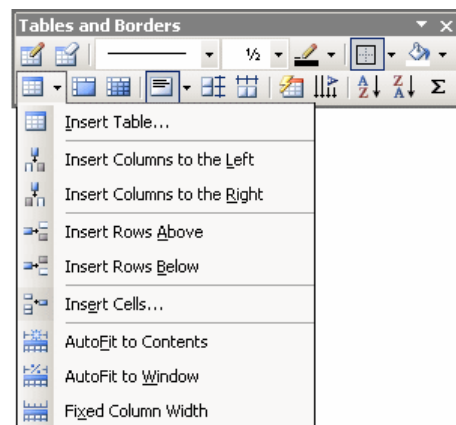 Tables and Borders
½
A Z A Z A Σ
Insert Table...
Insert Columns to the Left
Insert Columns to the Right
Insert Rows Above
Insert Rows Below
Insert Cells...
AutoFit to Contents
AutoFit to Window
Fixed Column Width